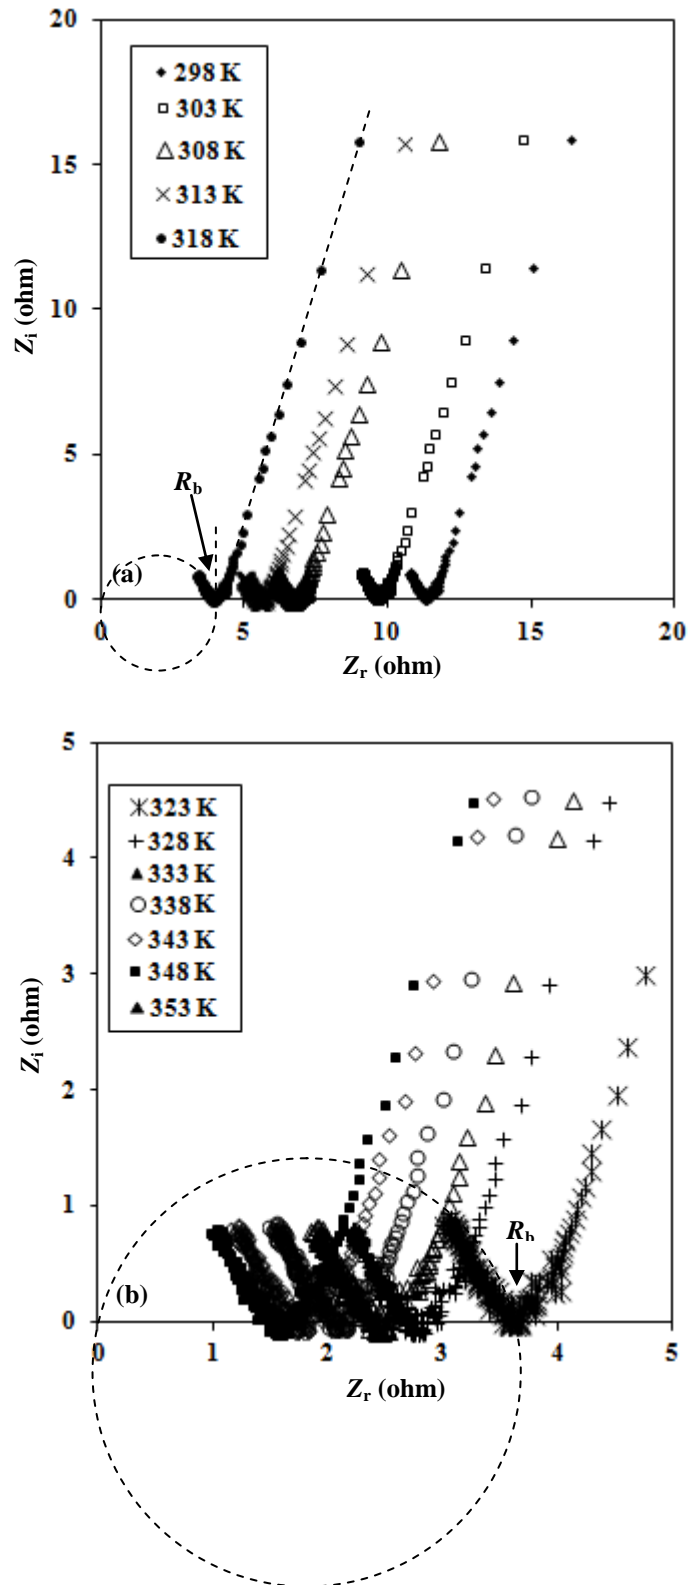 20
298 K
303 K
308 K
313 K
318 K
15
Zi (ohm)
10
5
Rb
(a)
0
0 5 10 15 20
Zr (ohm)
5
323 K
328 K
333 K
338 K
343 K
348 K
353 K
4
3
Zi (ohm)
2
1
Rb
(b)
0
0 1 2 3 4 5
Zr (ohm)